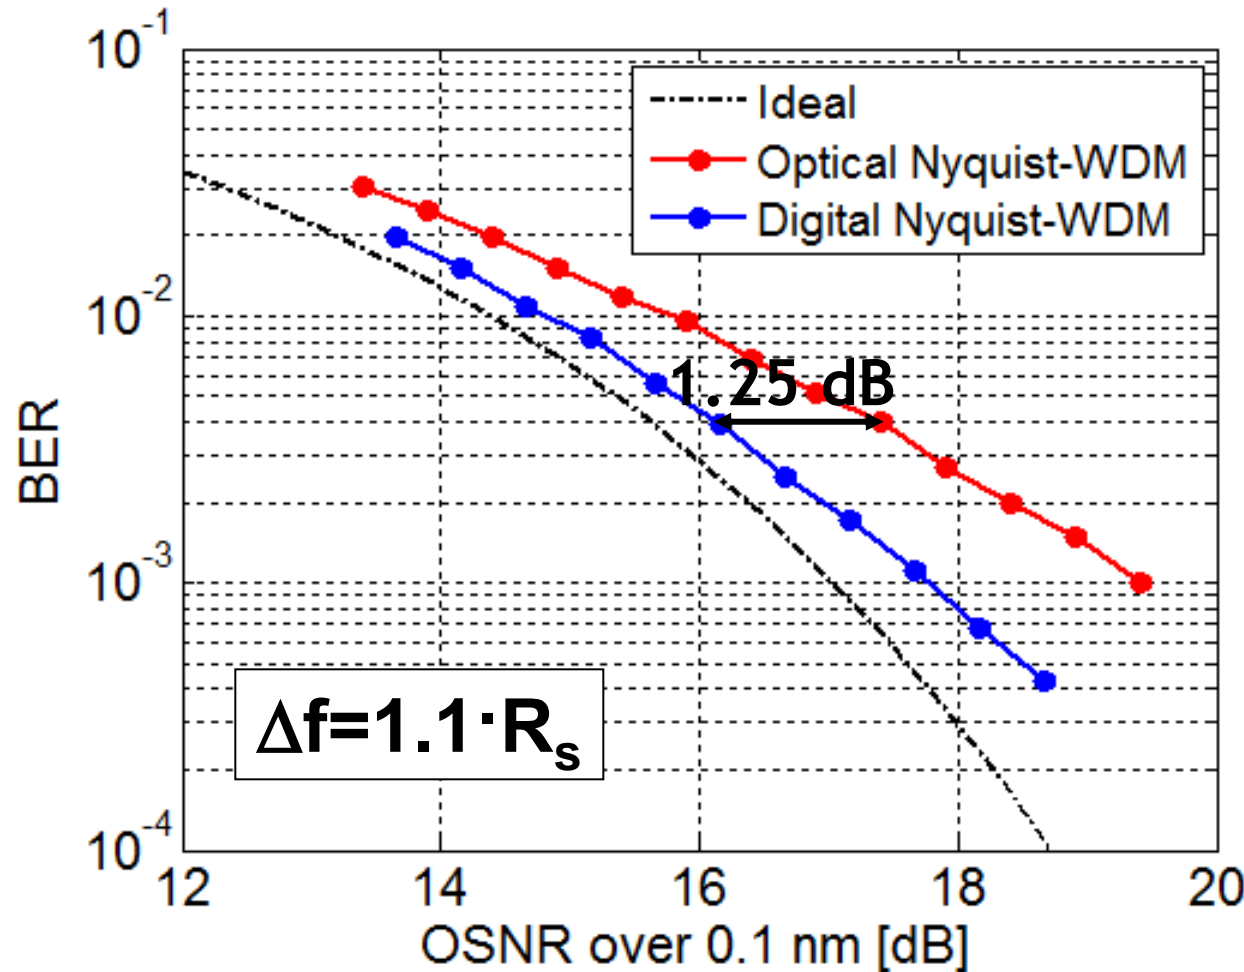 10^-1
10^-2
10^-3
10^-4
BER
Ideal
Optical Nyquist-WDM
Digital Nyquist-WDM
1.25 dB
Δf=1.1·Rₛ
12 14 16 18 20
OSNR over 0.1 nm [dB]